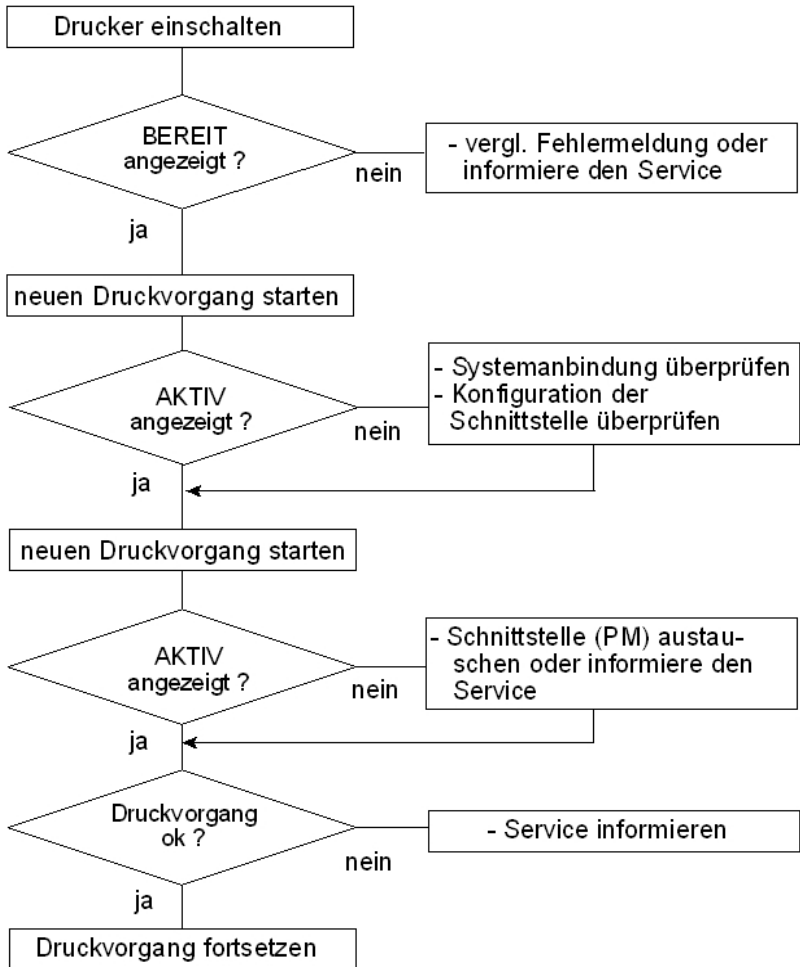 Drucker einschalten
BEREIT
angezeigt ?
nein
- vergl. Fehlermeldung oder
informiere den Service
ja
neuen Druckvorgang starten
AKTIV
angezeigt ?
nein
- Systemanbindung überprüfen
- Konfiguration der
Schnittstelle überprüfen
ja
neuen Druckvorgang starten
AKTIV
angezeigt ?
nein
- Schnittstelle (PM) austau-
schen oder informiere den
Service
ja
Druckvorgang
ok ?
nein
- Service informieren
ja
Druckvorgang fortsetzen